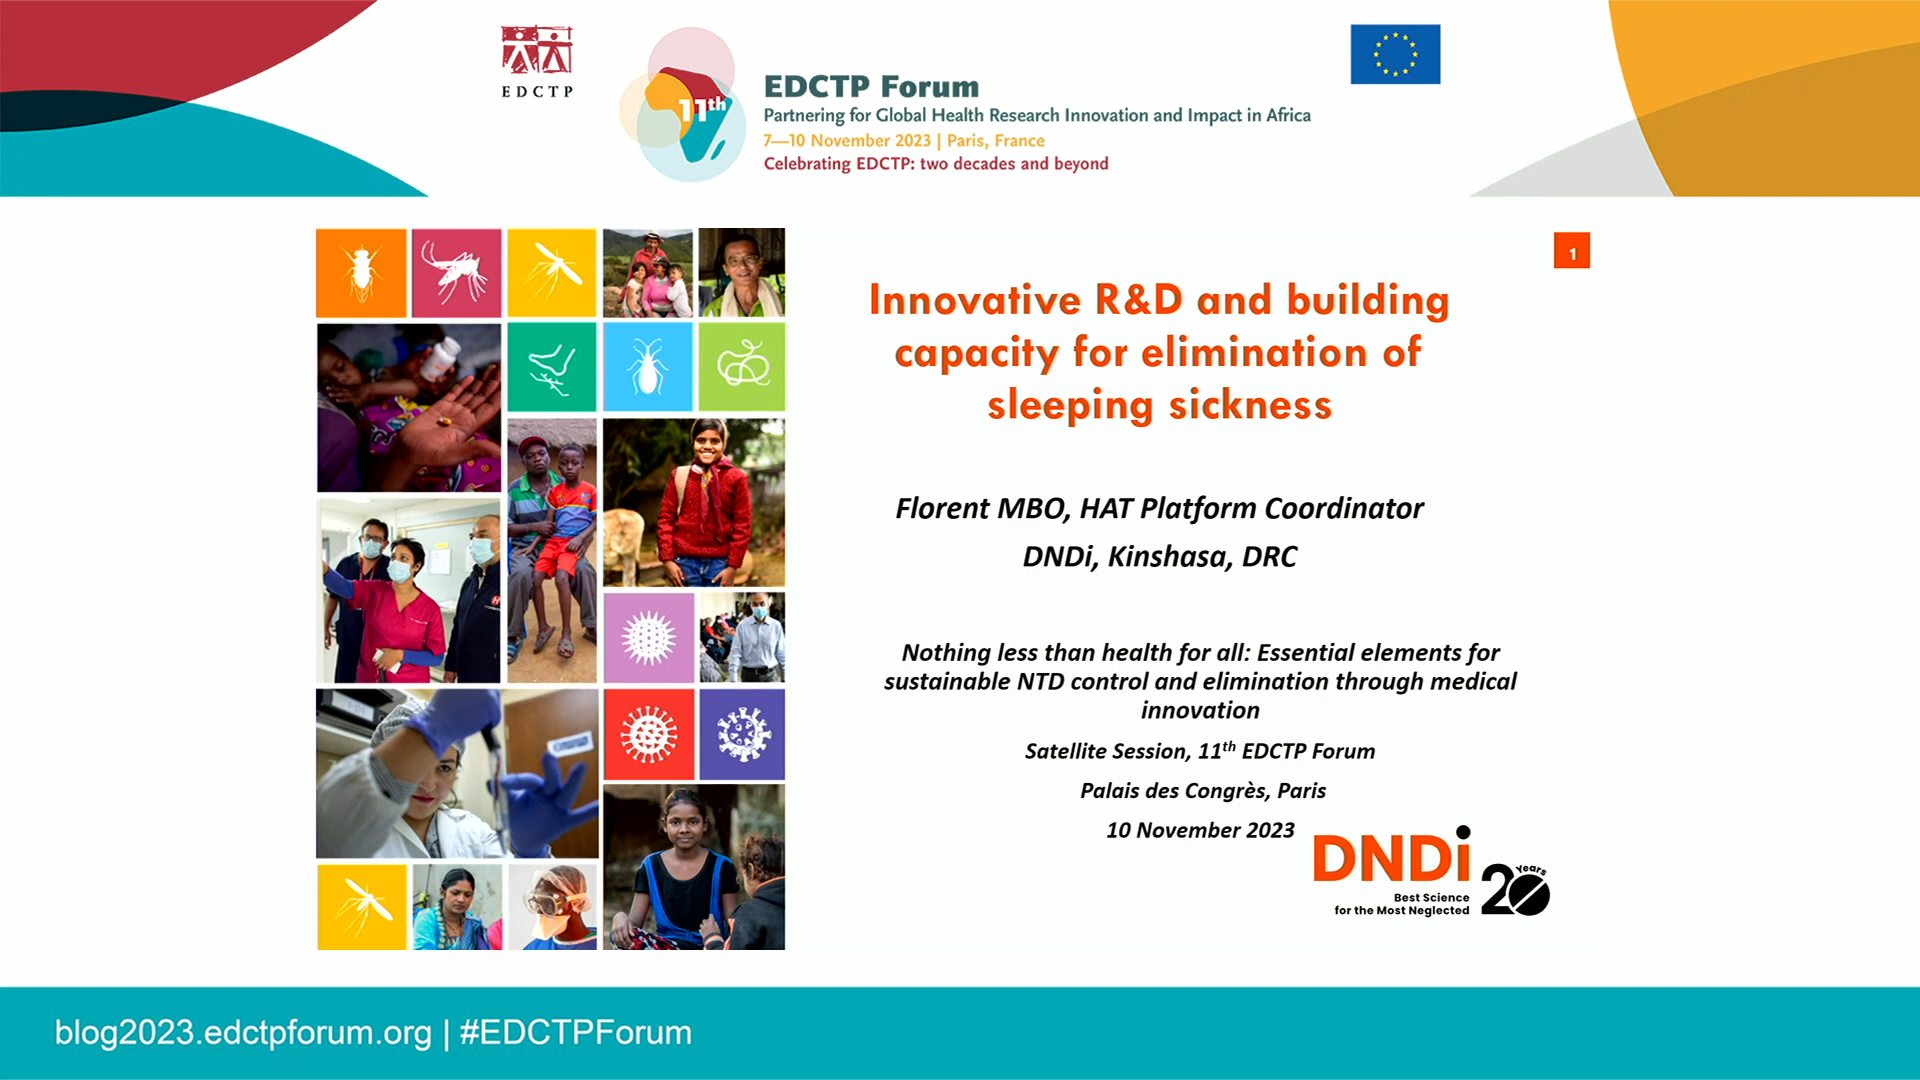 EDCTP
11th
EDCTP Forum
Partnering for Global Health Research Innovation and Impact in Africa
7—10 November 2023 | Paris, France
Celebrating EDCTP: two decades and beyond
1
Innovative R&D and building
capacity for elimination of
sleeping sickness
Florent MBO, HAT Platform Coordinator
DNDi, Kinshasa, DRC
Nothing less than health for all: Essential elements for
sustainable NTD control and elimination through medical
innovation
Satellite Session, 11th EDCTP Forum
Palais des Congrès, Paris
10 November 2023
DNDi
20 Years
Best Science
for the Most Neglected
blog2023.edctpforum.org | #EDCTPForum